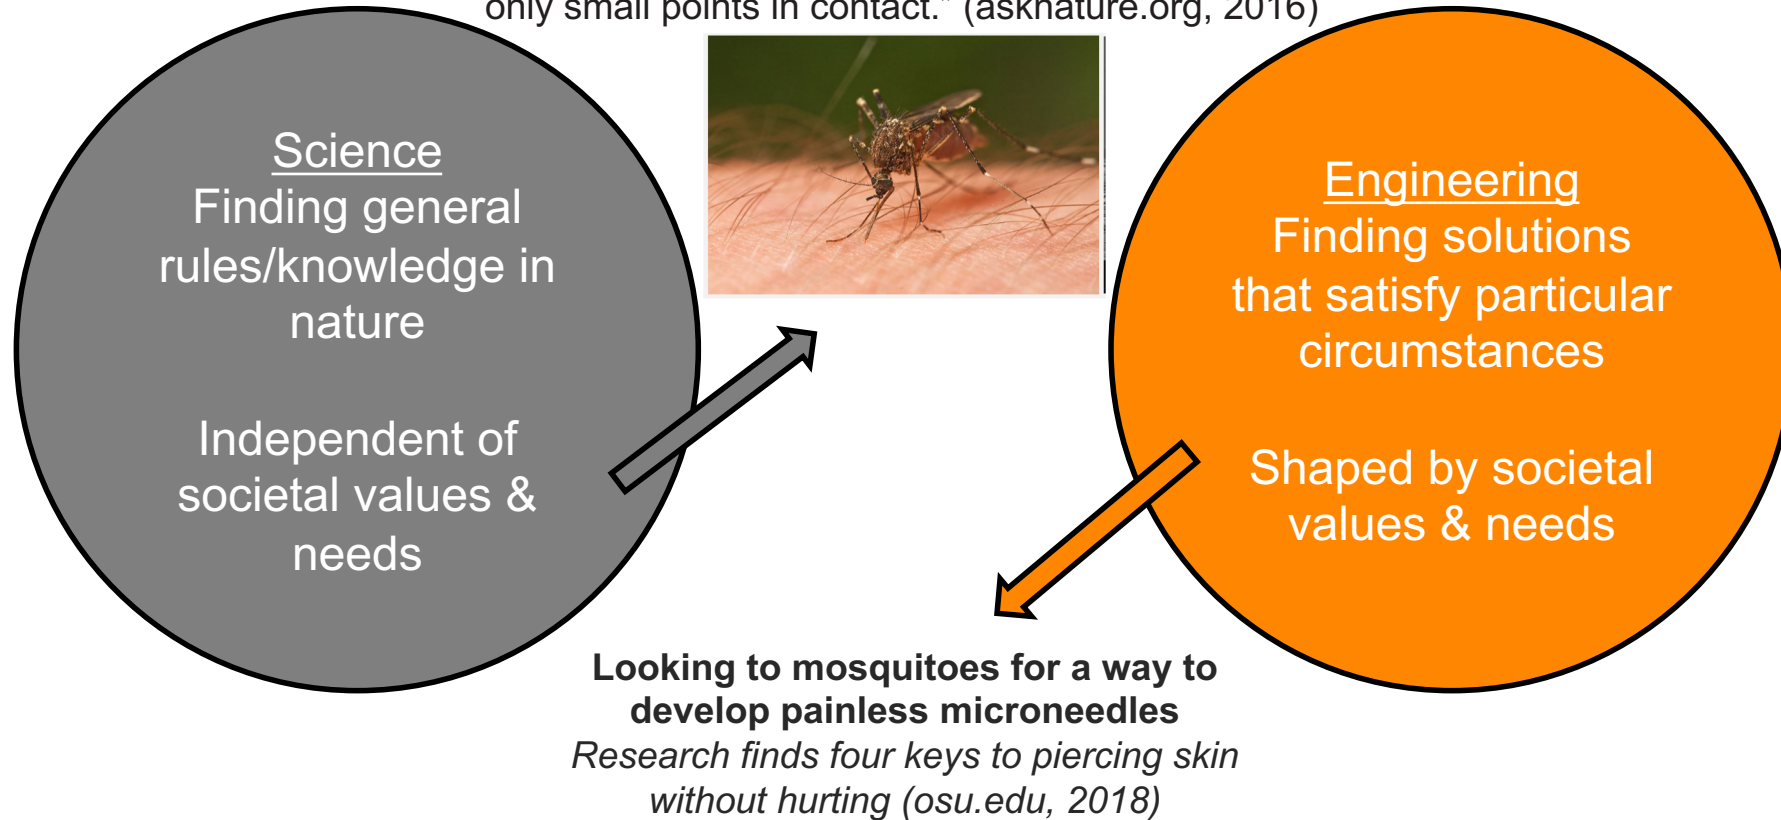 only small points in contact.” (asknature.org, 2016)
Science
Finding general
rules/knowledge in
nature
Independent of
societal values &
needs
Engineering
Finding solutions
that satisfy particular
circumstances
Shaped by societal
values & needs
Looking to mosquitoes for a way to
develop painless microneedles
Research finds four keys to piercing skin
without hurting (osu.edu, 2018)